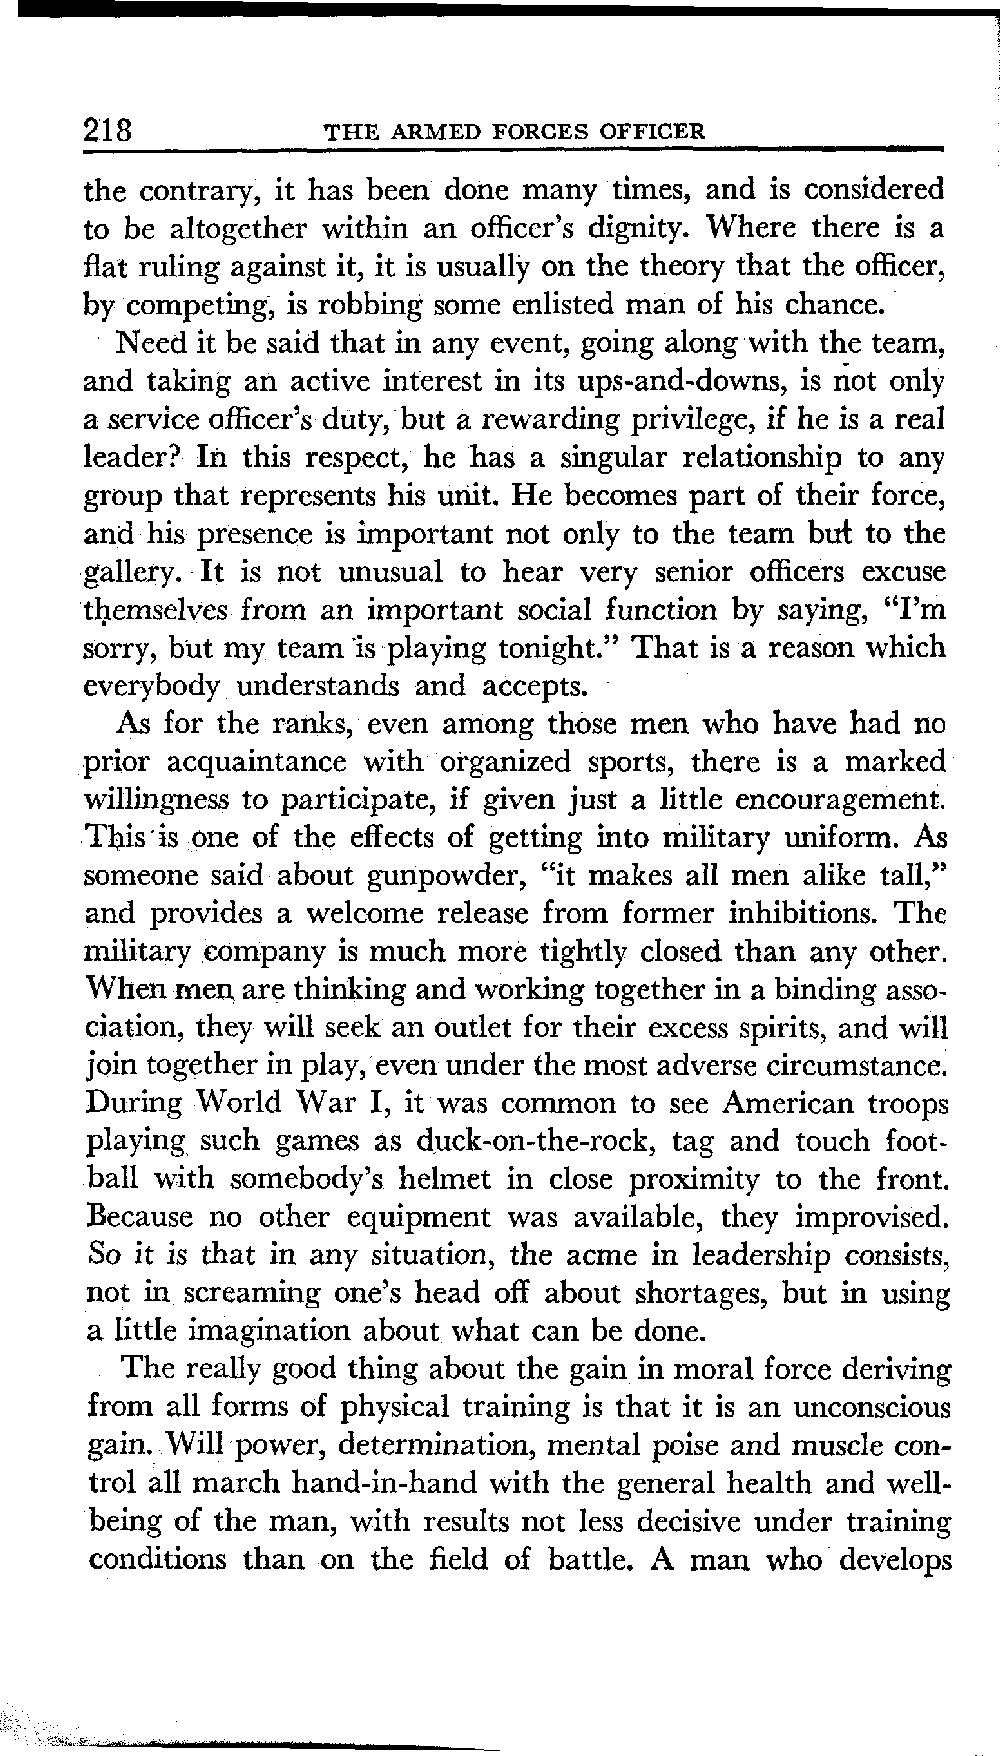 218 THE ARMED FORCES OFFICER
the contrary, it has been done many times, and is considered
to be altogether within an officer's dignity. Where there is a
flat ruling against it, it is usually on the theory that the officer,
by competing, is robbing some enlisted man of his chance.
Need it be said that in any event, going along with the team,
and taking an active interest in its ups-and-downs, is not only
a service officer's duty, but a rewarding privilege, if he is a real
leader? In this respect, he has a singular relationship to any
group that represents his unit. He becomes part of their force,
and his presence is important not only to the team but to the
gallery. It is not unusual to hear very senior officers excuse
themselves from an important social function by saying, "I'm
sorry, but my team is playing tonight." That is a reason which
everybody understands and accepts.
As for the ranks, even among those men who have had no
prior acquaintance with organized sports, there is a marked
willingness to participate, if given just a little encouragement.
This is one of the effects of getting into military uniform. As
someone said about gunpowder, "it makes all men alike tall,"
and provides a welcome release from former inhibitions. The
military company is much more tightly closed than any other.
When men are thinking and working together in a binding asso-
ciation, they will seek an outlet for their excess spirits, and will
join together in play, even under the most adverse circumstance.
During World War I, it was common to see American troops
playing such games as duck-on-the-rock, tag and touch foot-
ball with somebody's helmet in close proximity to the front.
Because no other equipment was available, they improvised.
So it is that in any situation, the acme in leadership consists,
not in screaming one's head off about shortages, but in using
a little imagination about what can be done.
The really good thing about the gain in moral force deriving
from all forms of physical training is that it is an unconscious
gain. Will power, determination, mental poise and muscle con-
trol all march hand-in-hand with the general health and well-
being of the man, with results not less decisive under training
conditions than on the field of battle. A man who develops